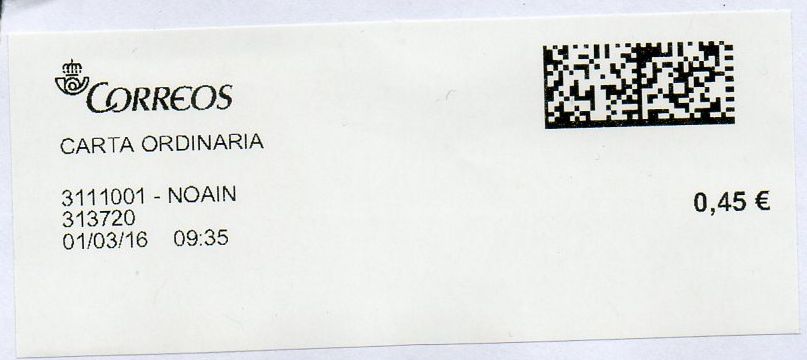 CORREOS
CARTA ORDINARIA
3111001 - NOAIN
313720
01/03/16 09:35
0,45 €